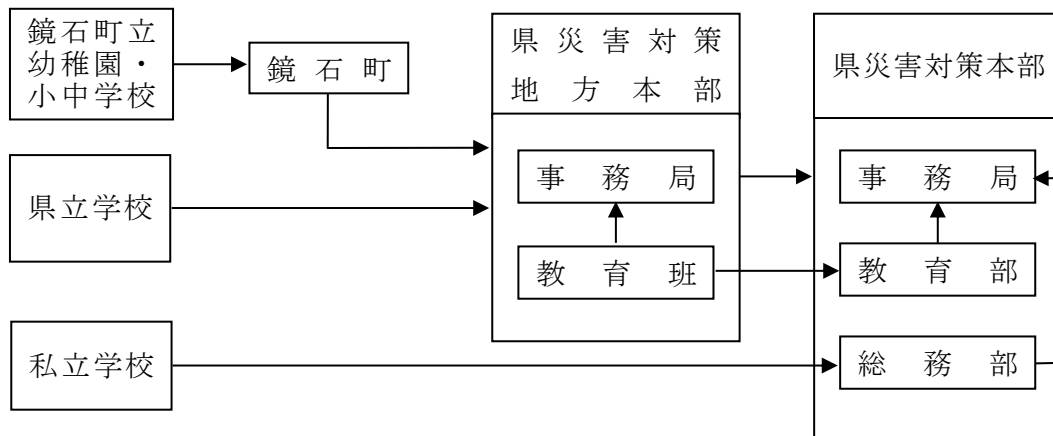 鏡石町立
幼稚園・
小中学校
鏡石町
県災害対策
地方本部
県災害対策本部
事務局
事務局
県立学校
教育班
教育部
私立学校
総務部